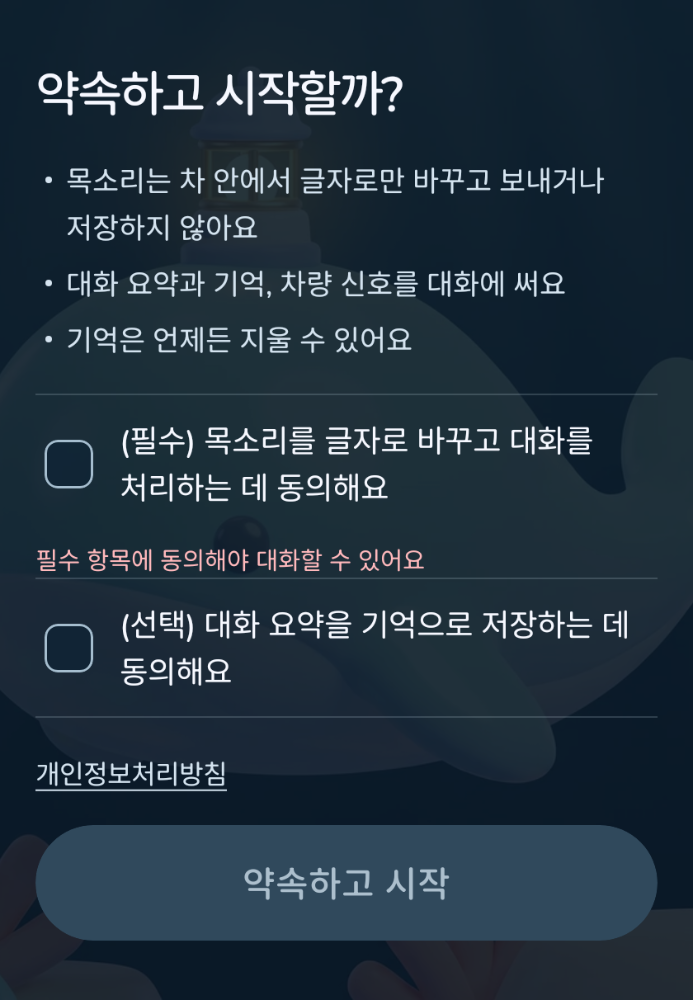 약속하고 시작할까?
• 목소리는 차 안에서 글자로만 바꾸고 보내거나
저장하지 않아요
• 대화 요약과 기억, 차량 신호를 대화에 써요
• 기억은 언제든 지울 수 있어요
(필수) 목소리를 글자로 바꾸고 대화를
처리하는 데 동의해요
필수 항목에 동의해야 대화할 수 있어요
(선택) 대화 요약을 기억으로 저장하는 데
동의해요
개인정보처리방침
약속하고 시작